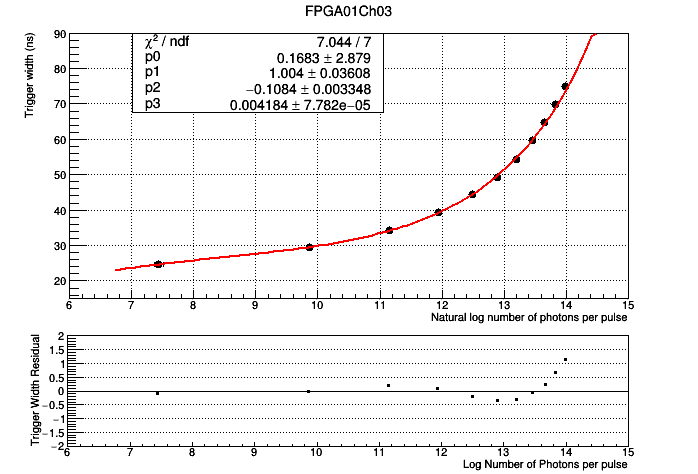 FPGA01Ch03
Trigger width (ns)
90
80
70
60
50
40
30
20
χ² / ndf 7.044 / 7
p0 0.1683 ± 2.879
p1 1.004 ± 0.03608
p2 −0.1084 ± 0.003348
p3 0.004184 ± 7.782e−05
6 7 8 9 10 11 12 13 14 15
Natural log number of photons per pulse
Trigger Width Residual
2
1.5
1
0.5
0
−0.5
−1
−1.5
−2
6 7 8 9 10 11 12 13 14 15
Log Number of Photons per pulse